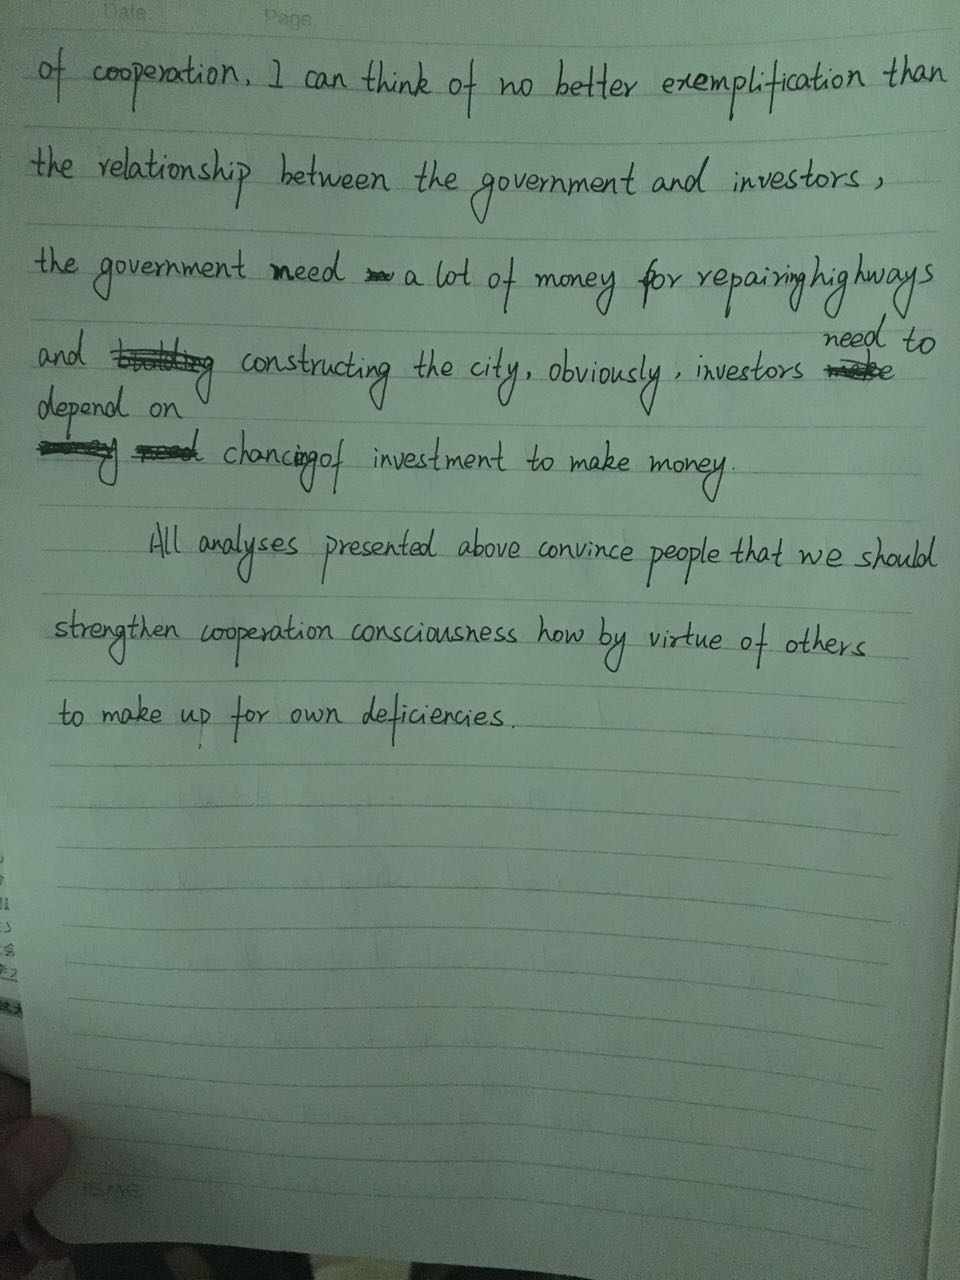 Date.
Page.
of cooperation. I can think of no better exemplification than
the relationship between the government and investors,
the government need a lot of money for repairing highways
and constructing the city, obviously, investors need to
depend on
chancing of investment to make money.
All analyses presented above convince people that we should
strengthen cooperation consciousness how by virtue of others
to make up for own deficiencies.
ISME